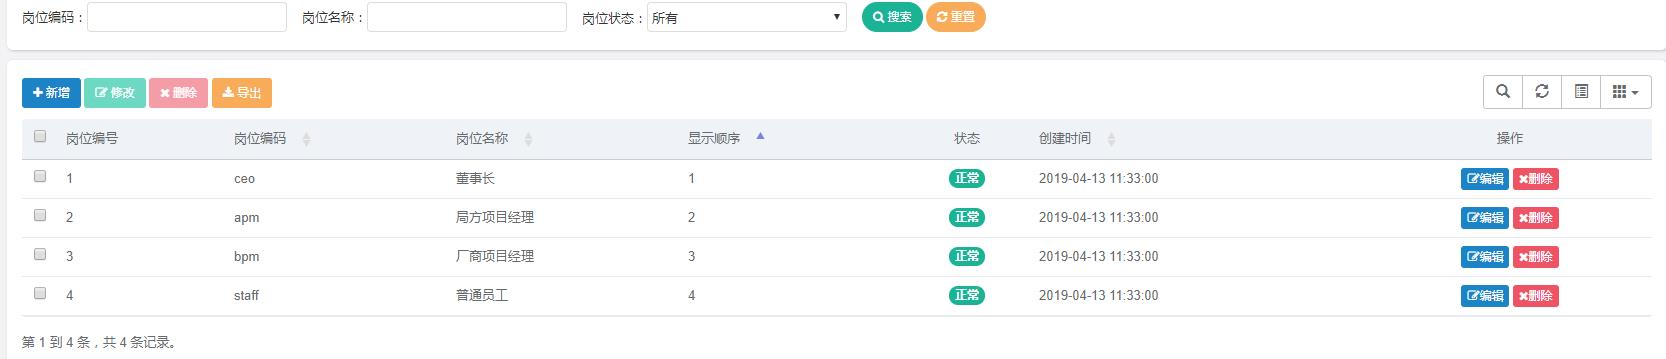 岗位编码： 岗位名称： 岗位状态： 所有 搜索 重置
新增 修改 删除 导出
岗位编号 岗位编码 岗位名称 显示顺序 状态 创建时间 操作
1 ceo 董事长 1 正常 2019-04-13 11:33:00 编辑 删除
2 apm 局方项目经理 2 正常 2019-04-13 11:33:00 编辑 删除
3 bpm 厂商项目经理 3 正常 2019-04-13 11:33:00 编辑 删除
4 staff 普通员工 4 正常 2019-04-13 11:33:00 编辑 删除
第 1 到 4 条，共 4 条记录。